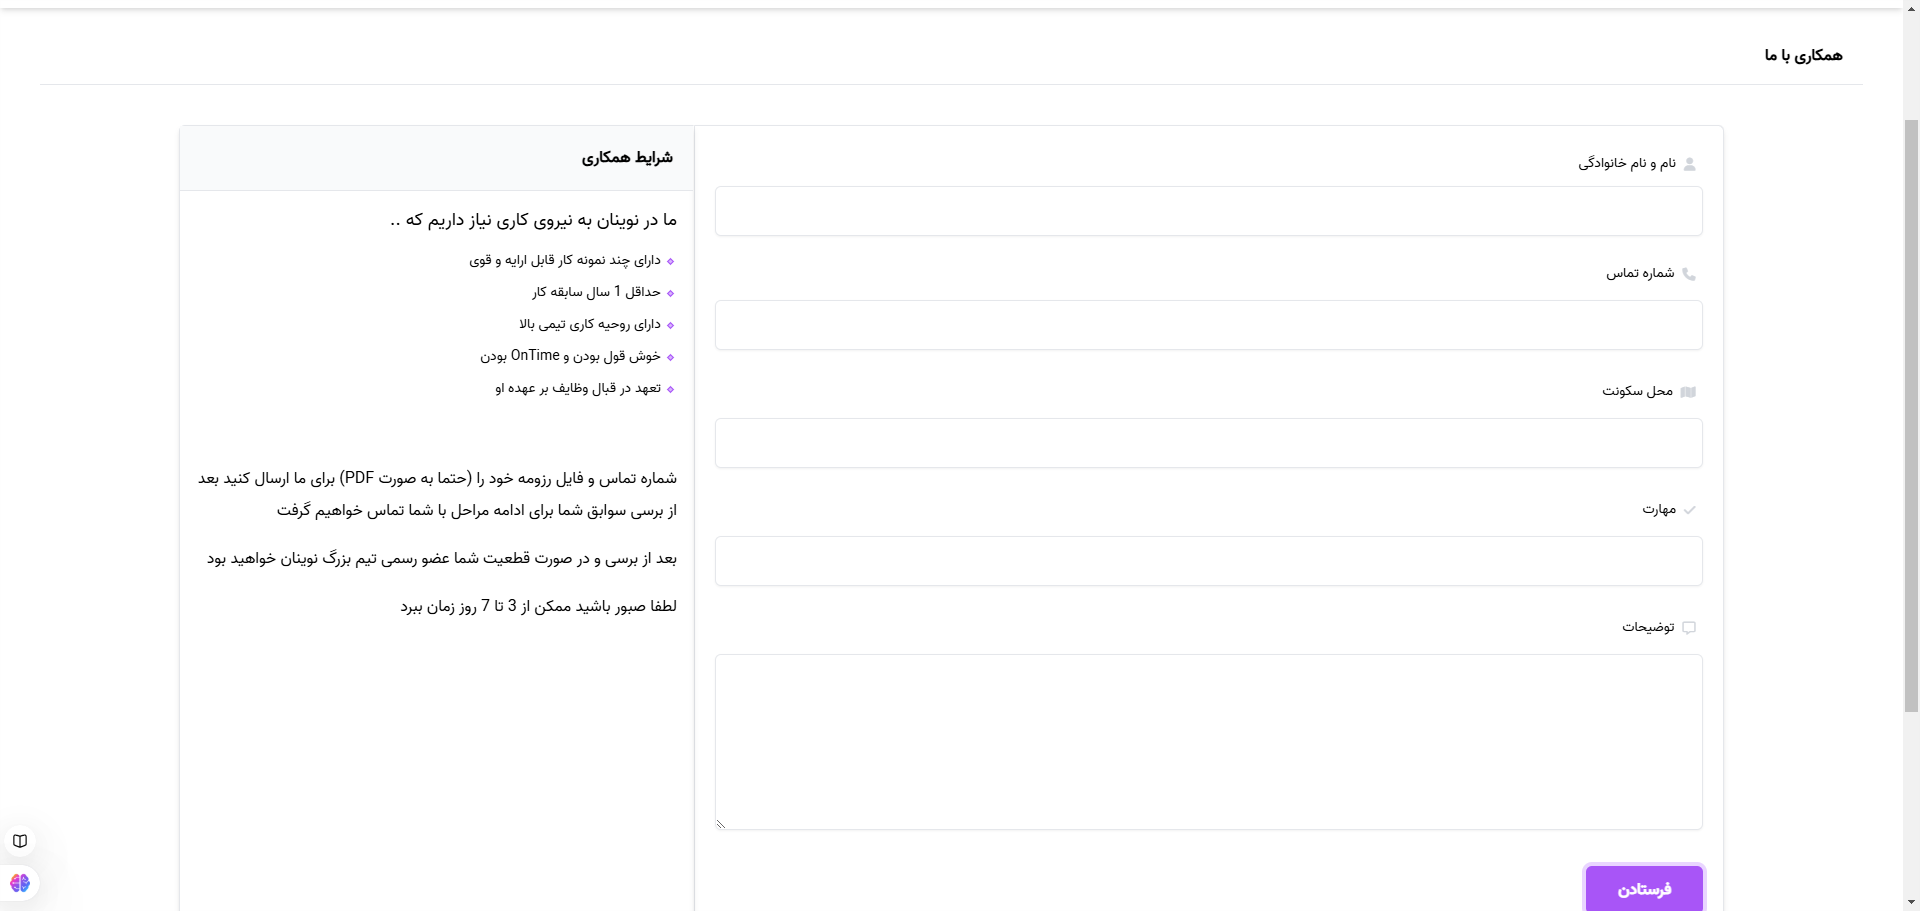 همکاری با ما
نام و نام خانوادگی
شماره تماس
محل سکونت
مهارت
توضیحات
فرستادن
شرایط همکاری
ما در نوینان به نیروی کاری نیاز داریم که ..
دارای چند نمونه کار قابل ارایه و قوی
حداقل 1 سال سابقه کار
دارای روحیه کاری تیمی بالا
خوش قول بودن و OnTime بودن
تعهد در قبال وظایف بر عهده او
شماره تماس و فایل رزومه خود را (حتما به صورت PDF) برای ما ارسال کنید بعد
از برسی سوابق شما برای ادامه مراحل با شما تماس خواهیم گرفت
بعد از برسی و در صورت قطعیت شما عضو رسمی تیم بزرگ نوینان خواهید بود
لطفا صبور باشید ممکن از 3 تا 7 روز زمان ببرد